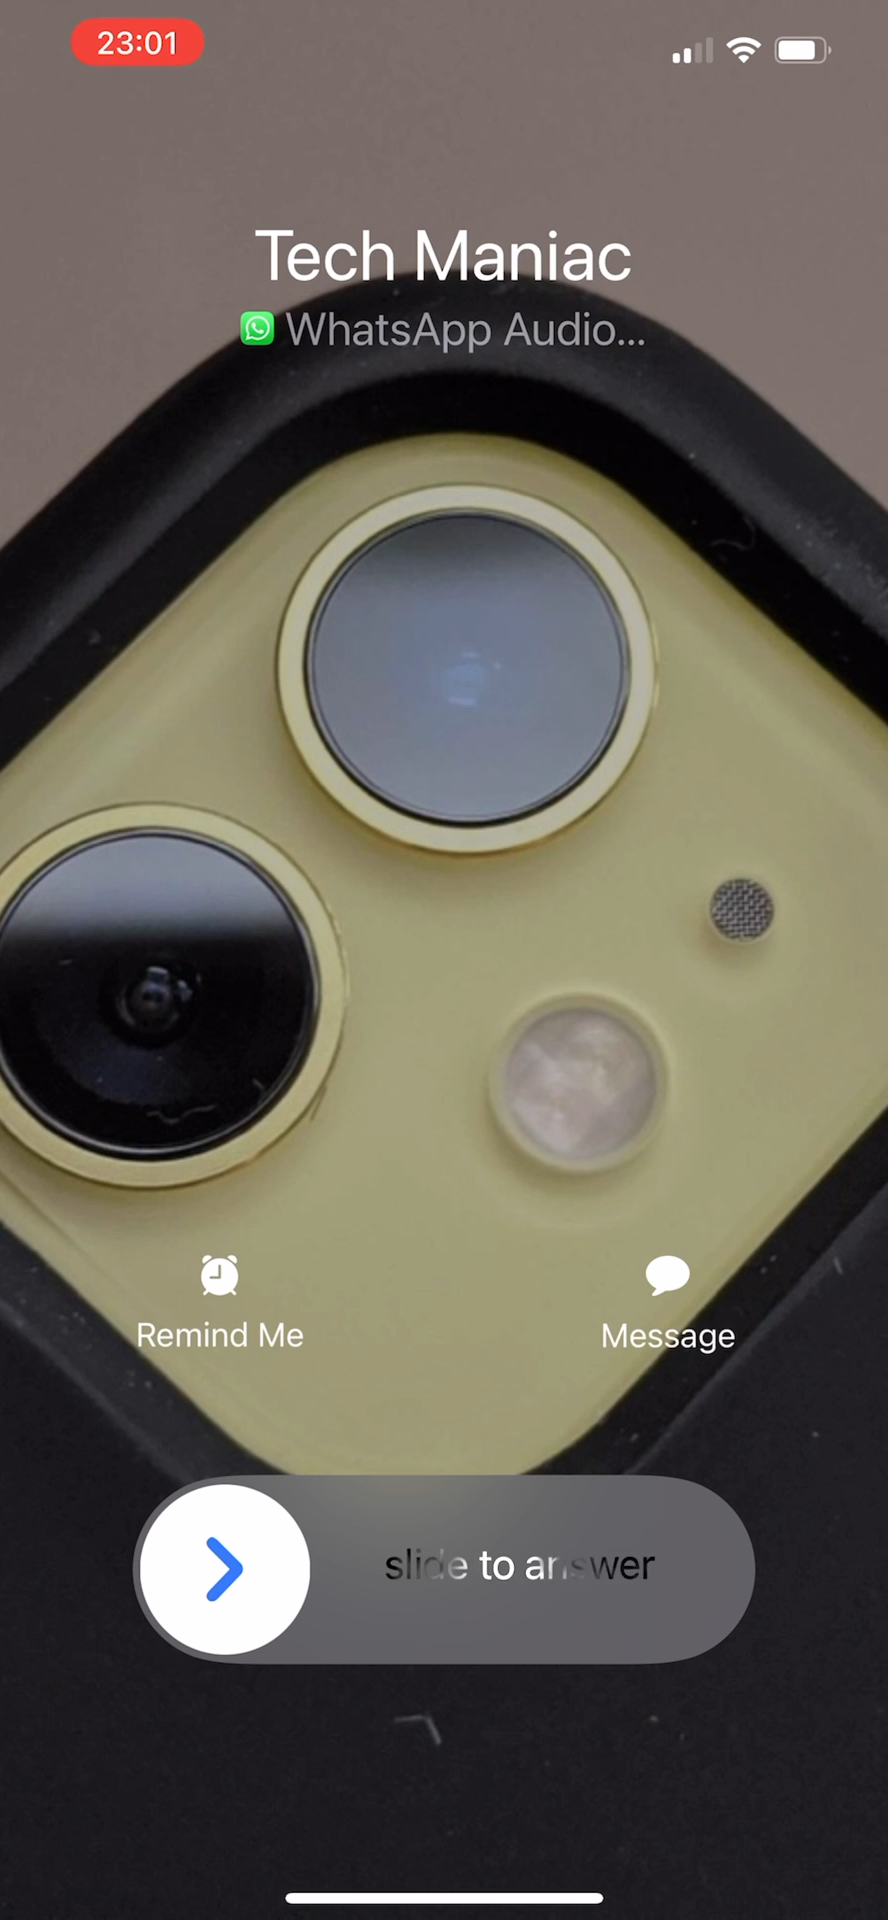 23:01
Tech Maniac
WhatsApp Audio...
Remind Me
Message
slide to answer